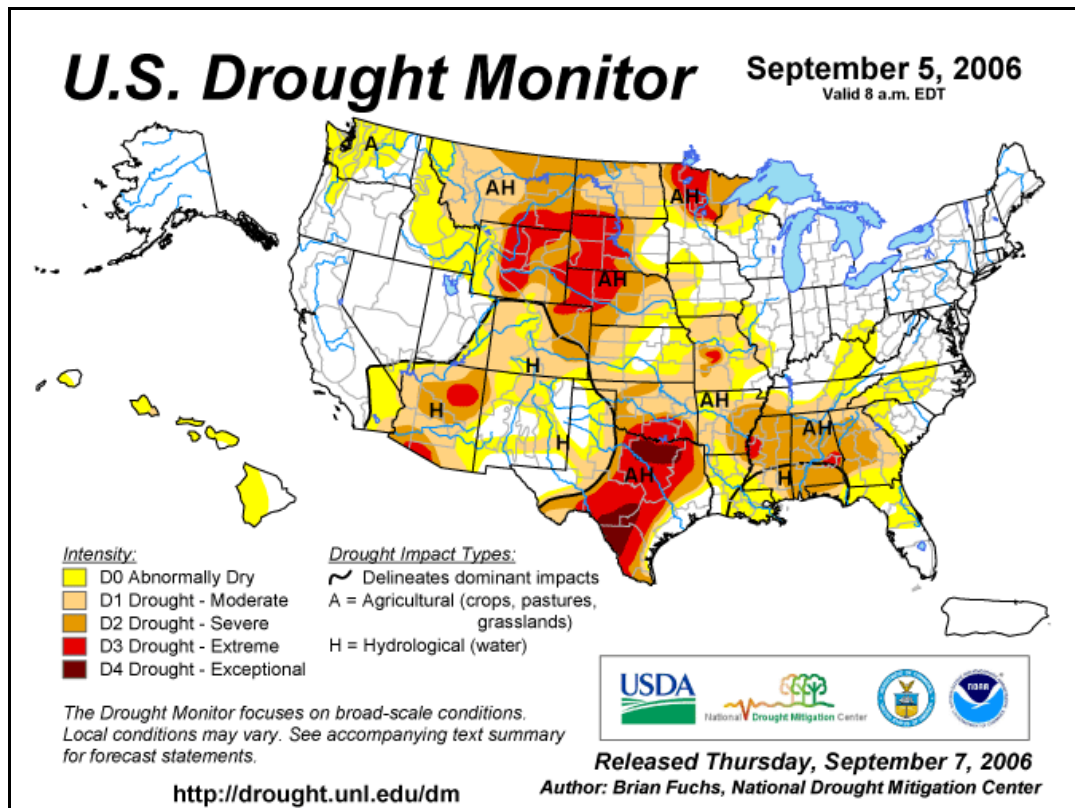 U.S. Drought Monitor
September 5, 2006
Valid 8 a.m. EDT
A
AH
AH
AH
H
H
H
AH
AH
AH
H
Intensity:
D0 Abnormally Dry
D1 Drought - Moderate
D2 Drought - Severe
D3 Drought - Extreme
D4 Drought - Exceptional
Drought Impact Types:
Delineates dominant impacts
A = Agricultural (crops, pastures,
grasslands)
H = Hydrological (water)
The Drought Monitor focuses on broad-scale conditions.
Local conditions may vary. See accompanying text summary
for forecast statements.
http://drought.unl.edu/dm
USDA
National Drought Mitigation Center
NOAA
Released Thursday, September 7, 2006
Author: Brian Fuchs, National Drought Mitigation Center